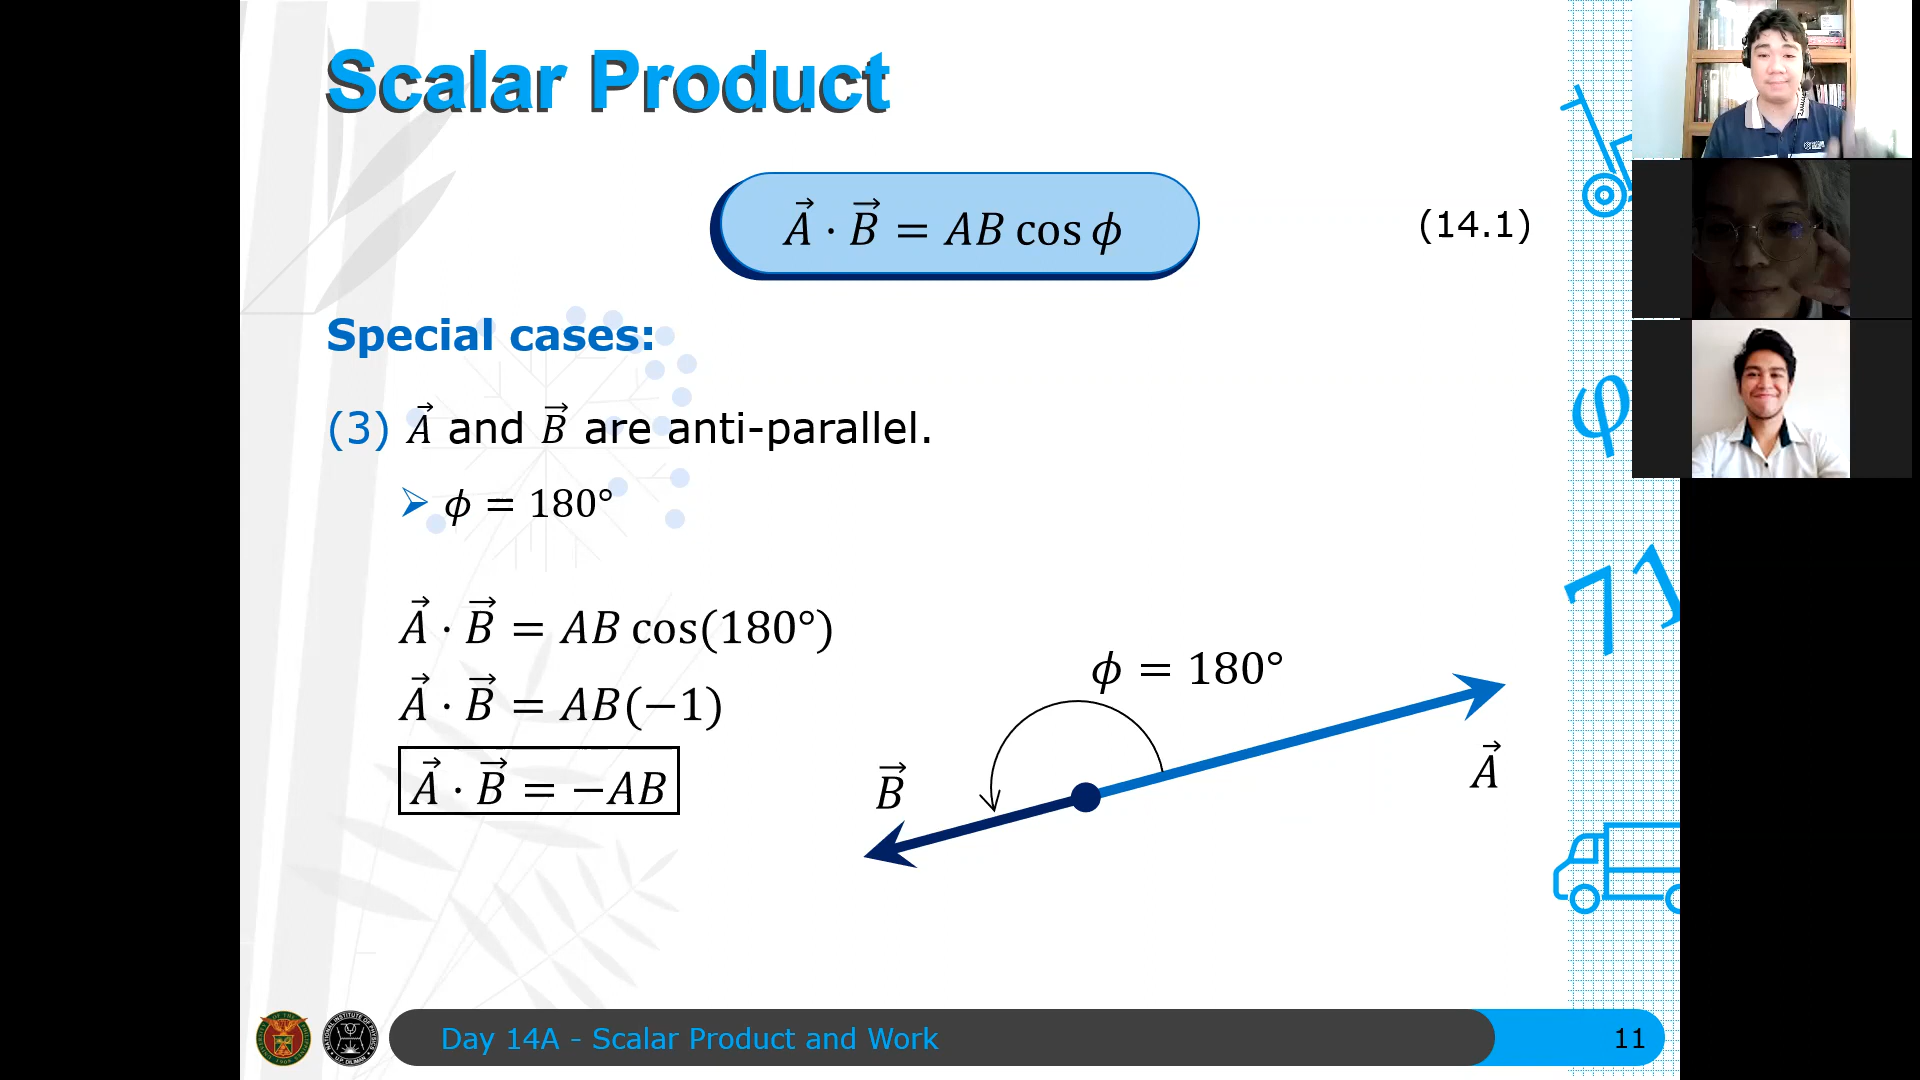 Scalar Product
A⃗ · B⃗ = AB cos ϕ
(14.1)
Special cases:
(3) A⃗ and B⃗ are anti-parallel.
➢ ϕ = 180°
A⃗ · B⃗ = AB cos(180°)
A⃗ · B⃗ = AB(−1)
A⃗ · B⃗ = −AB
ϕ = 180°
B⃗
A⃗
φ
71
Day 14A - Scalar Product and Work
11